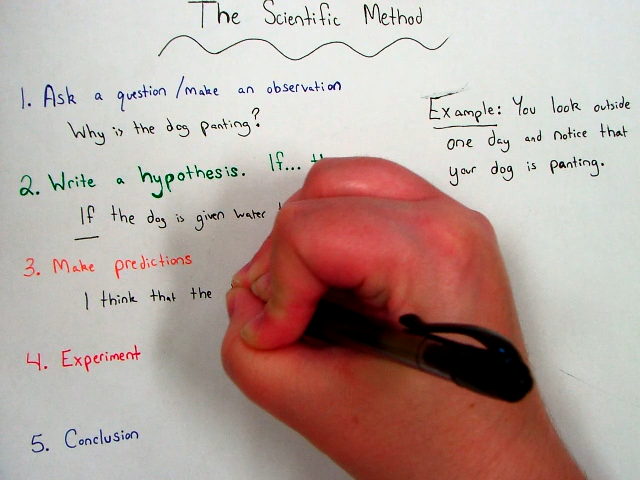 The Scientific Method
1. Ask a question/make an observation
Why is the dog panting?
Example: You look outside
one day and notice that
your dog is panting.
2. Write a hypothesis. If...
If the dog is given water
3. Make predictions
I think that the
4. Experiment
5. Conclusion